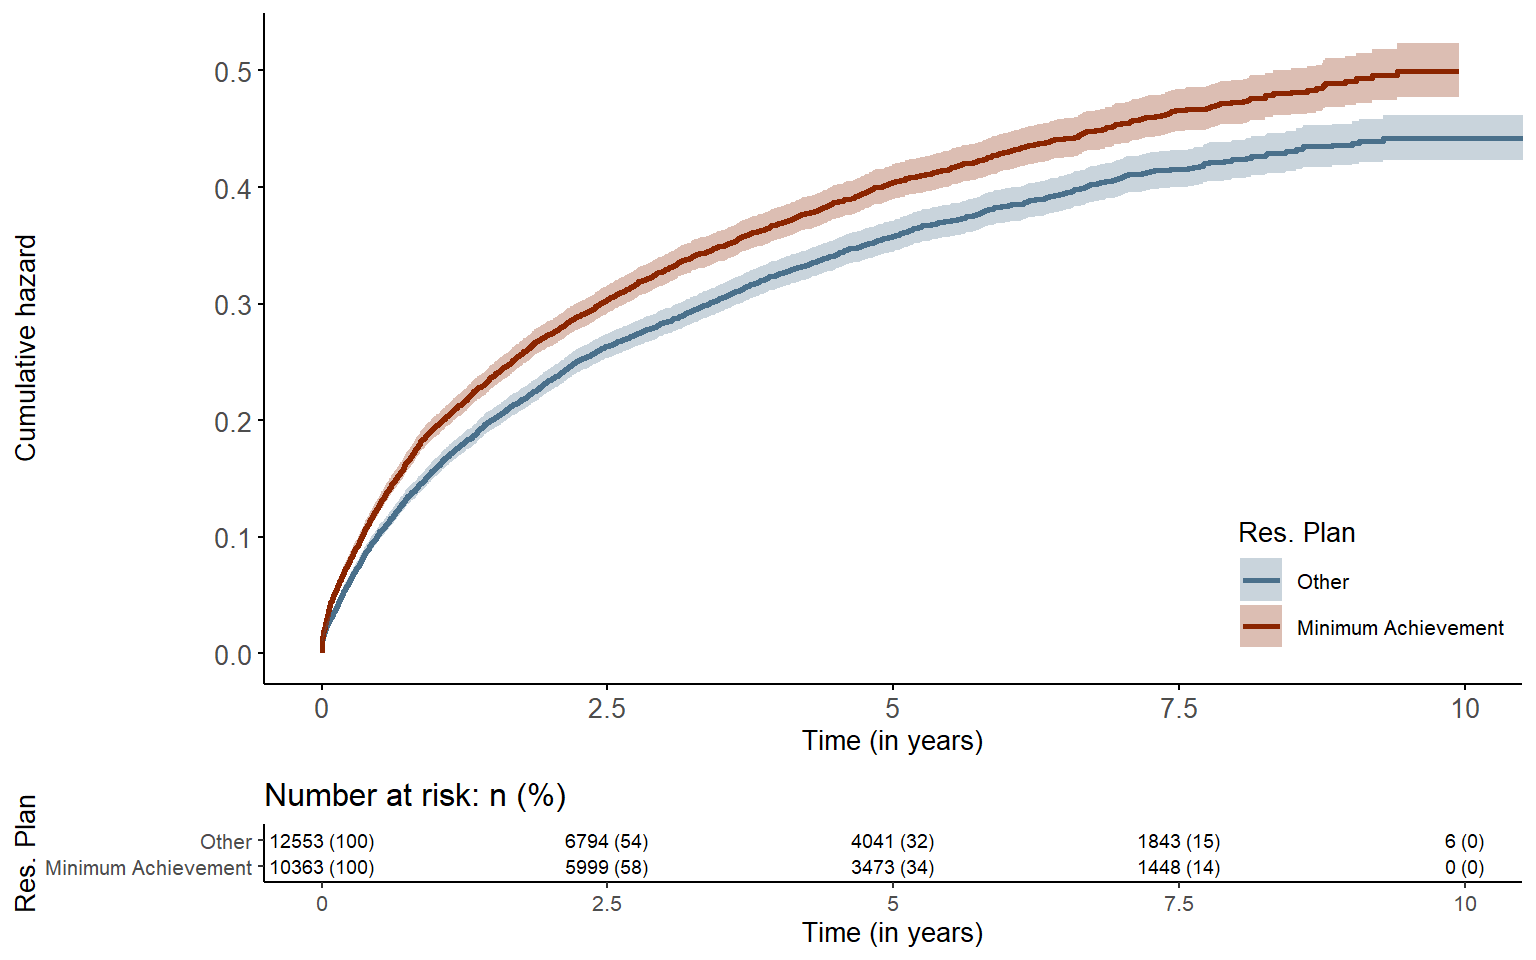 Cumulative hazard
0.5
0.4
0.3
0.2
0.1
0.0
0 2.5 5 7.5 10
Time (in years)
Res. Plan
Other
Minimum Achievement
Number at risk: n (%)
Res. Plan
Other 12553 (100) 6794 (54) 4041 (32) 1843 (15) 6 (0)
Minimum Achievement 10363 (100) 5999 (58) 3473 (34) 1448 (14) 0 (0)
0 2.5 5 7.5 10
Time (in years)